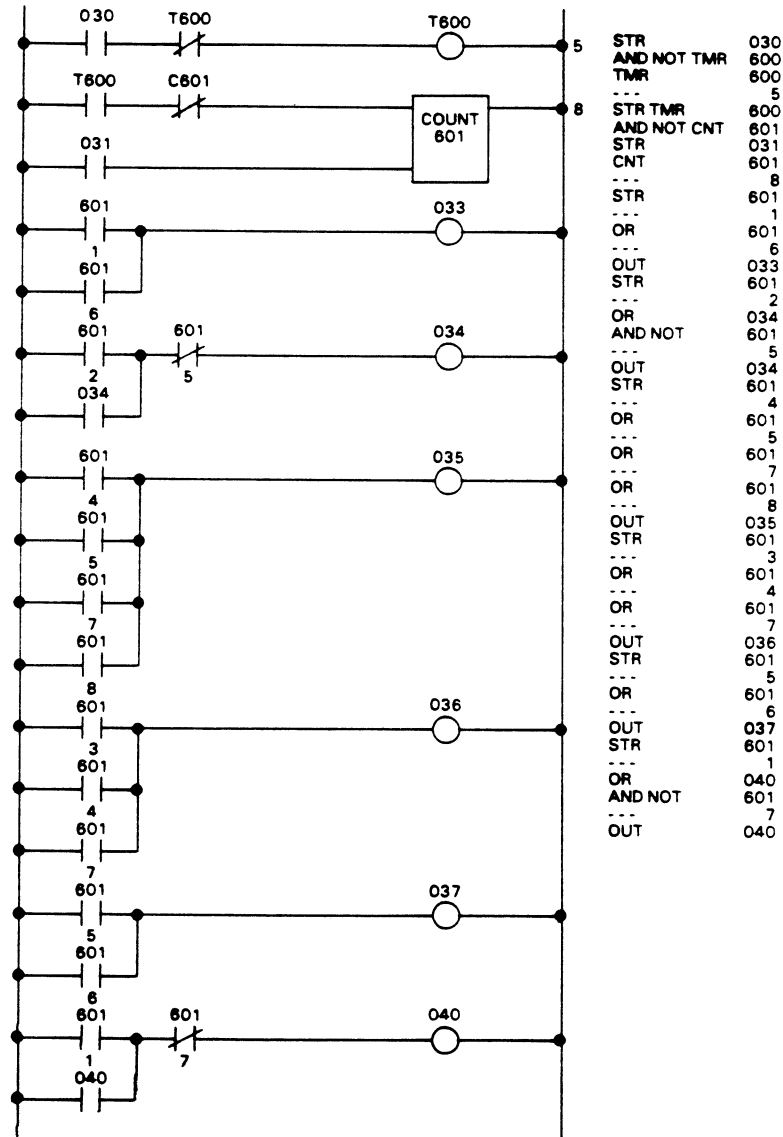 030 T600 T600
5
T600 C601
COUNT
601
8
031
601 033
1
601
6
601 601 034
2 5
034
601 035
4
601
5
601
7
601
8
601 036
3
601
4
601
7
601 037
5
601
6
601 601 040
1 7
040
STR 030
AND NOT TMR 600
TMR 600
--- 5
STR TMR 600
AND NOT CNT 601
STR 031
CNT 601
--- 8
STR 601
--- 1
OR 601
--- 6
OUT 033
STR 601
--- 2
OR 034
AND NOT 601
--- 5
OUT 034
STR 601
--- 4
OR 601
--- 5
OR 601
--- 7
OR 601
--- 8
OUT 035
STR 601
--- 3
OR 601
--- 4
OR 601
--- 7
OUT 036
STR 601
--- 5
OR 601
--- 6
OUT 037
STR 601
--- 1
OR 040
AND NOT 601
--- 7
OUT 040